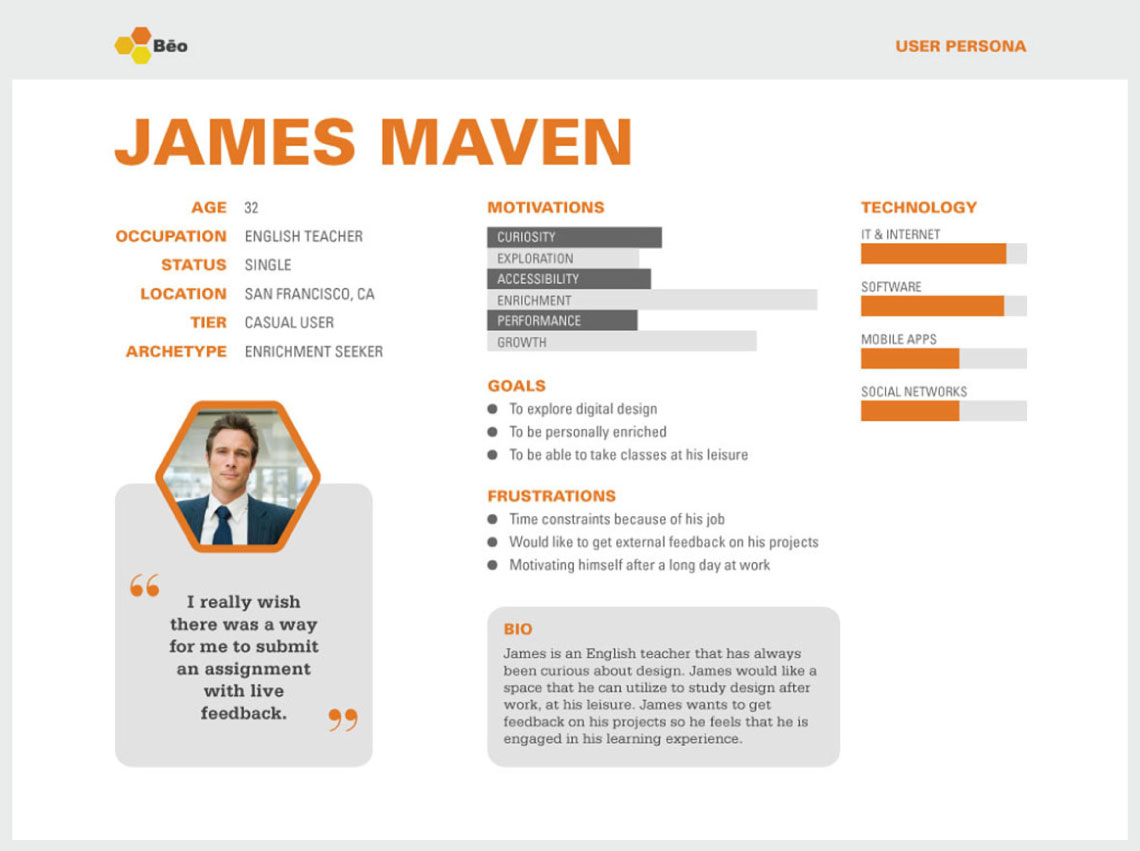 Bēo
USER PERSONA
JAMES MAVEN
AGE 32
OCCUPATION ENGLISH TEACHER
STATUS SINGLE
LOCATION SAN FRANCISCO, CA
TIER CASUAL USER
ARCHETYPE ENRICHMENT SEEKER
“
I really wish
there was a way
for me to submit
an assignment
with live
feedback.
”
MOTIVATIONS
CURIOSITY
EXPLORATION
ACCESSIBILITY
ENRICHMENT
PERFORMANCE
GROWTH
GOALS
● To explore digital design
● To be personally enriched
● To be able to take classes at his leisure
FRUSTRATIONS
● Time constraints because of his job
● Would like to get external feedback on his projects
● Motivating himself after a long day at work
BIO
James is an English teacher that has always
been curious about design. James would like a
space that he can utilize to study design after
work, at his leisure. James wants to get
feedback on his projects so he feels that he is
engaged in his learning experience.
TECHNOLOGY
IT & INTERNET
SOFTWARE
MOBILE APPS
SOCIAL NETWORKS